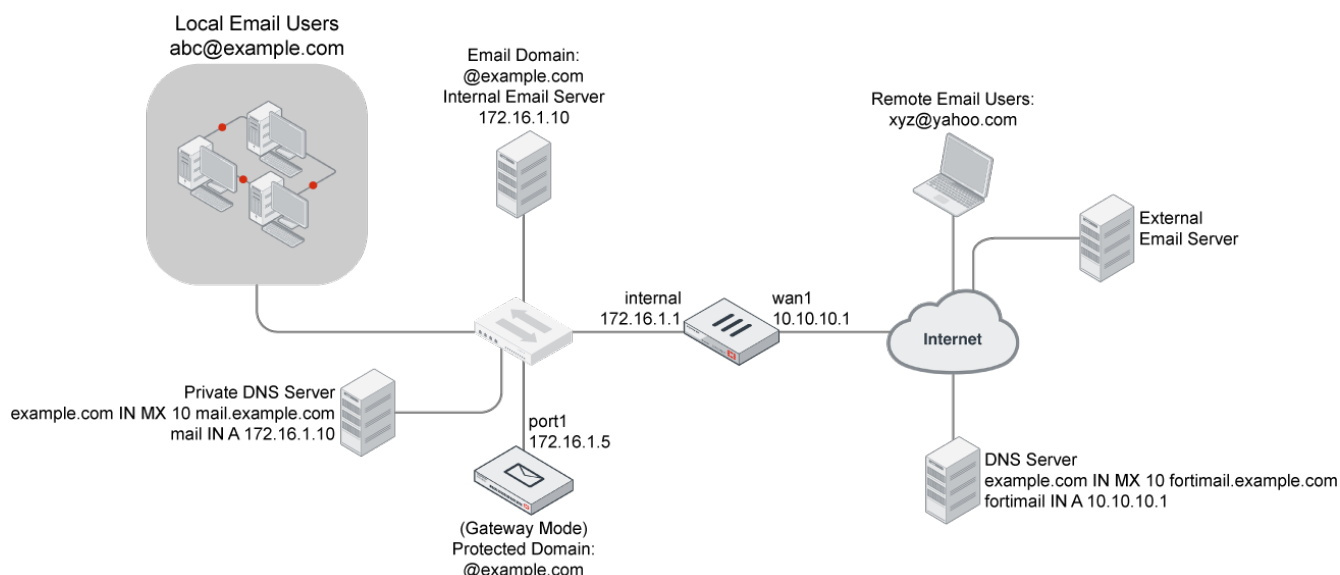 Local Email Users
abc@example.com
Email Domain:
@example.com
Internal Email Server
172.16.1.10
Remote Email Users:
xyz@yahoo.com
External
Email Server
internal
172.16.1.1
wan1
10.10.10.1
Internet
Private DNS Server
example.com IN MX 10 mail.example.com
mail IN A 172.16.1.10
port1
172.16.1.5
(Gateway Mode)
Protected Domain:
@example.com
DNS Server
example.com IN MX 10 fortimail.example.com
fortimail IN A 10.10.10.1